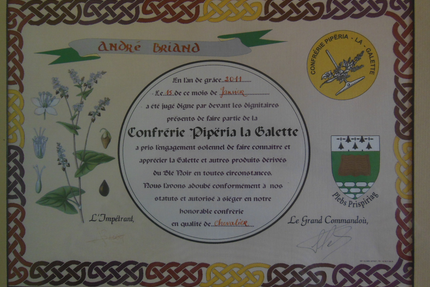 André Briand
CONFRÉRIE PIPÉRIA - LA - GALETTE
En l'an de grâce, 2011
Le 15 de ce mois de Janvier
a été jugé digne par devant les dignitaires
présents de faire partie de la
Confrérie Pipéria la Galette
a pris l'engagement solennel de faire connaître et
apprécier la Galette et autres produits dérivés
du Blé Noir en toutes circonstances.
Nous l'avons adoubé conformément à nos
statuts et autorisé à siéger en notre
honorable confrérie
en qualité de chevalier
L'Impétrant,
Le Grand Commandoù,
Plebs Pripiriaq